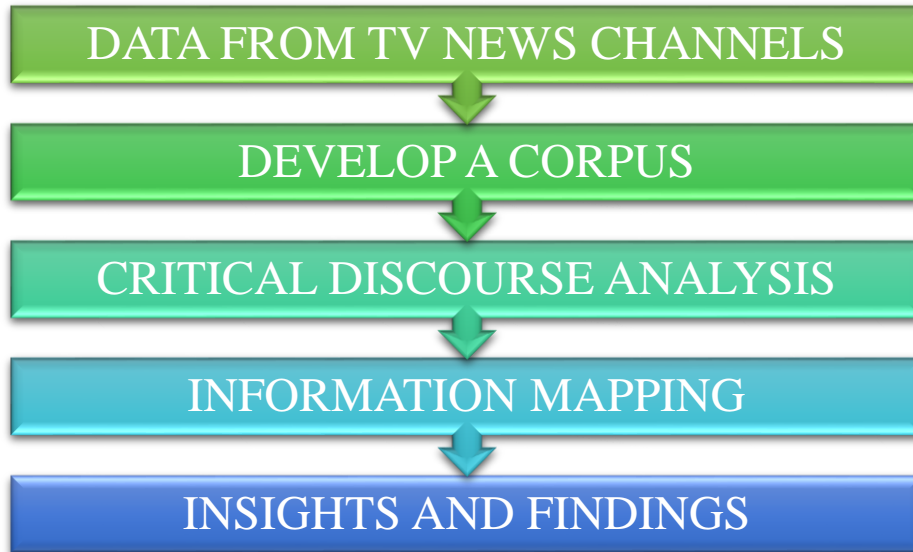 DATA FROM TV NEWS CHANNELS
DEVELOP A CORPUS
CRITICAL DISCOURSE ANALYSIS
INFORMATION MAPPING
INSIGHTS AND FINDINGS